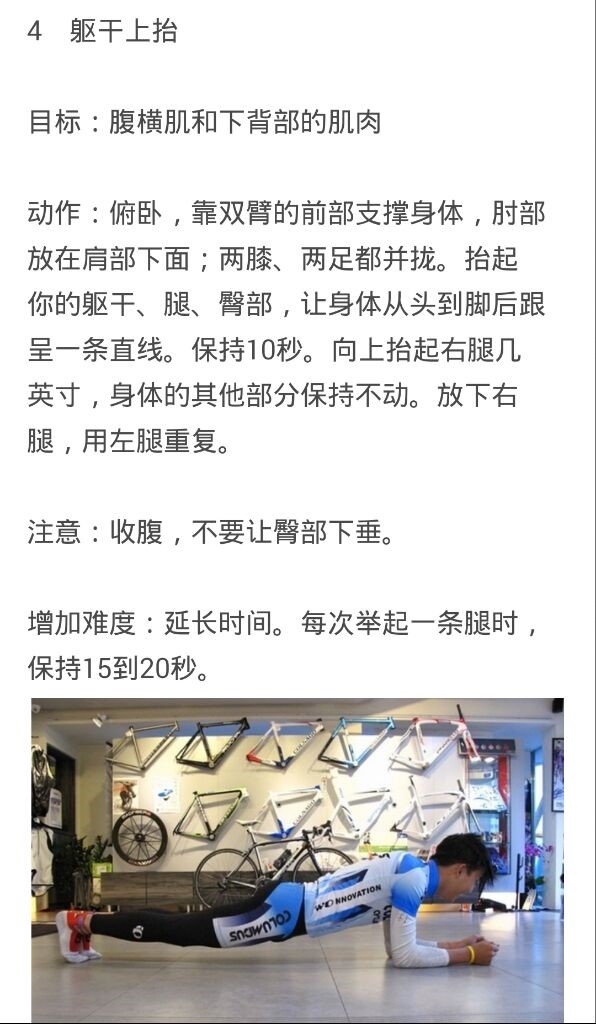 4 躯干上抬
目标：腹横肌和下背部的肌肉
动作：俯卧，靠双臂的前部支撑身体，肘部
放在肩部下面；两膝、两足都并拢。抬起
你的躯干、腿、臀部，让身体从头到脚后跟
呈一条直线。保持10秒。向上抬起右腿几
英寸，身体的其他部分保持不动。放下右
腿，用左腿重复。
注意：收腹，不要让臀部下垂。
增加难度：延长时间。每次举起一条腿时，
保持15到20秒。
NNOVATION
COLUMBUS